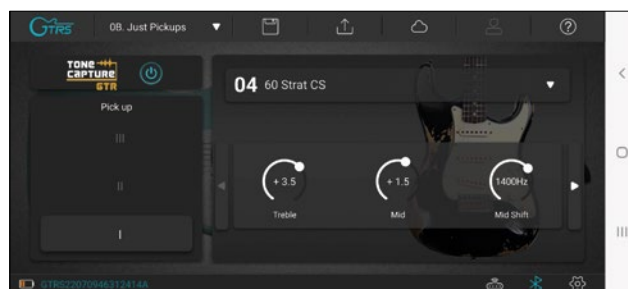 GTRS
0B. Just Pickups
TONE
CAPTURE
GTR
04 60 Strat CS
Pick up
III
II
I
+ 3.5
+ 1.5
1400Hz
Treble
Mid
Mid Shift
GTRS22070946312414A